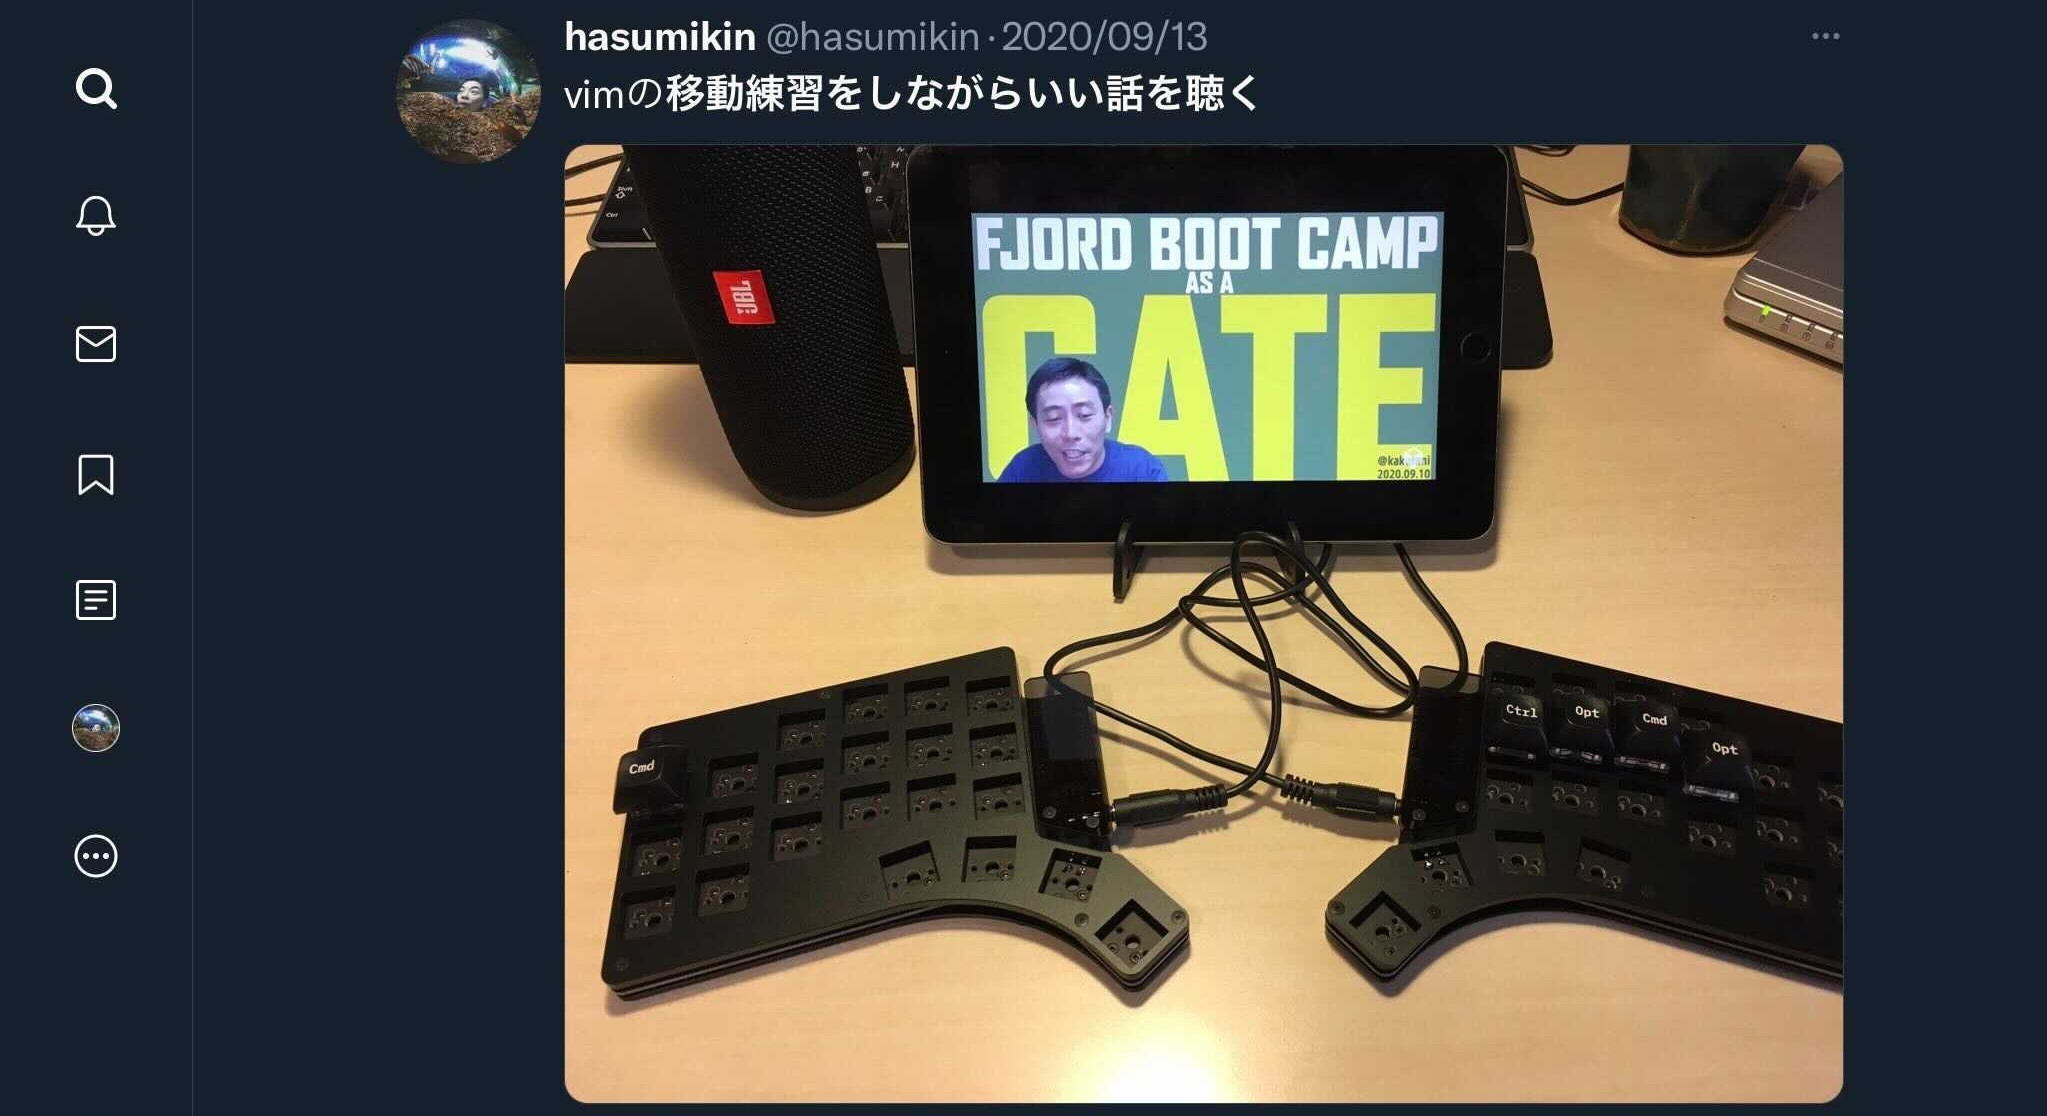 hasumikin @hasumikin · 2020/09/13
vimの移動練習をしながらいい話を聴く
FJORD BOOT CAMP
AS A
GATE
2020.09.10
JBL
Shift
Ctrl
Cmd
Ctrl
Opt
Cmd
Opt